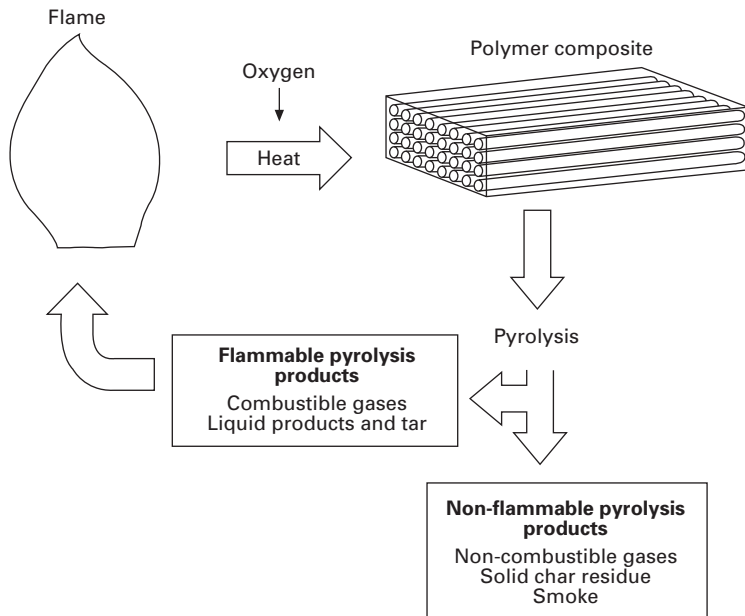 Flame
Oxygen
Heat
Polymer composite
Pyrolysis
Flammable pyrolysis
products
Combustible gases
Liquid products and tar
Non-flammable pyrolysis
products
Non-combustible gases
Solid char residue
Smoke